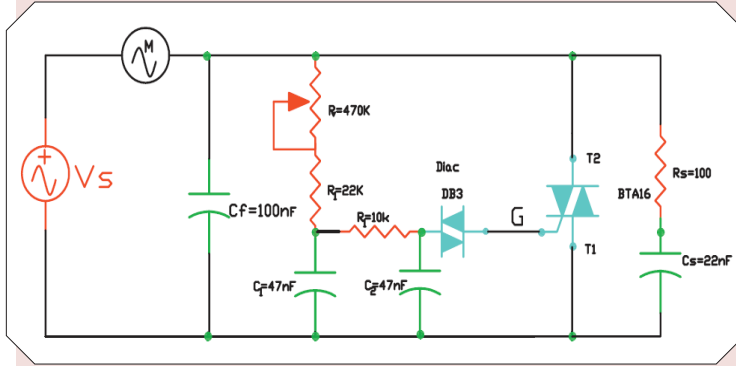 M
+
Vs
Cf=100nF
R=470K
R1=22K
R1=10k
C1=47nF
C2=47nF
Diac
DB3
G
T2
BTA16
T1
Rs=100
Cs=22nF